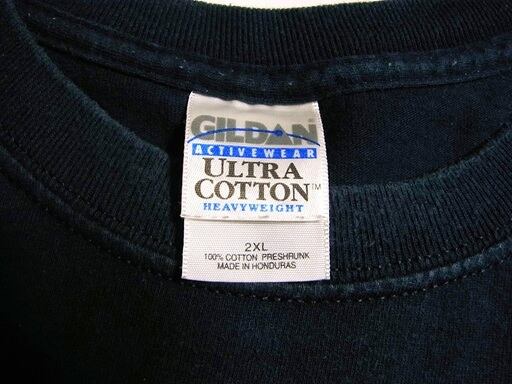 GILDAN
ACTIVEWEAR
ULTRA
COTTON™
HEAVYWEIGHT
2XL
100% COTTON PRESHRUNK
MADE IN HONDURAS